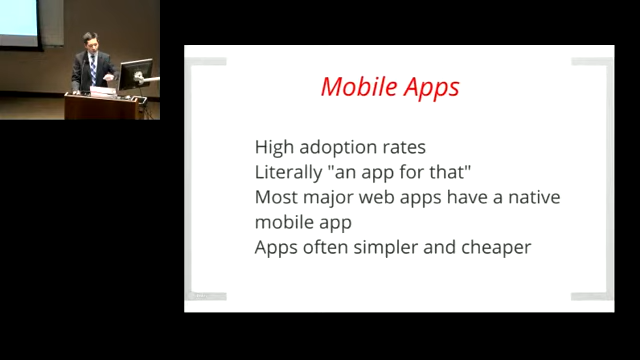 Mobile Apps
High adoption rates
Literally "an app for that"
Most major web apps have a native
mobile app
Apps often simpler and cheaper